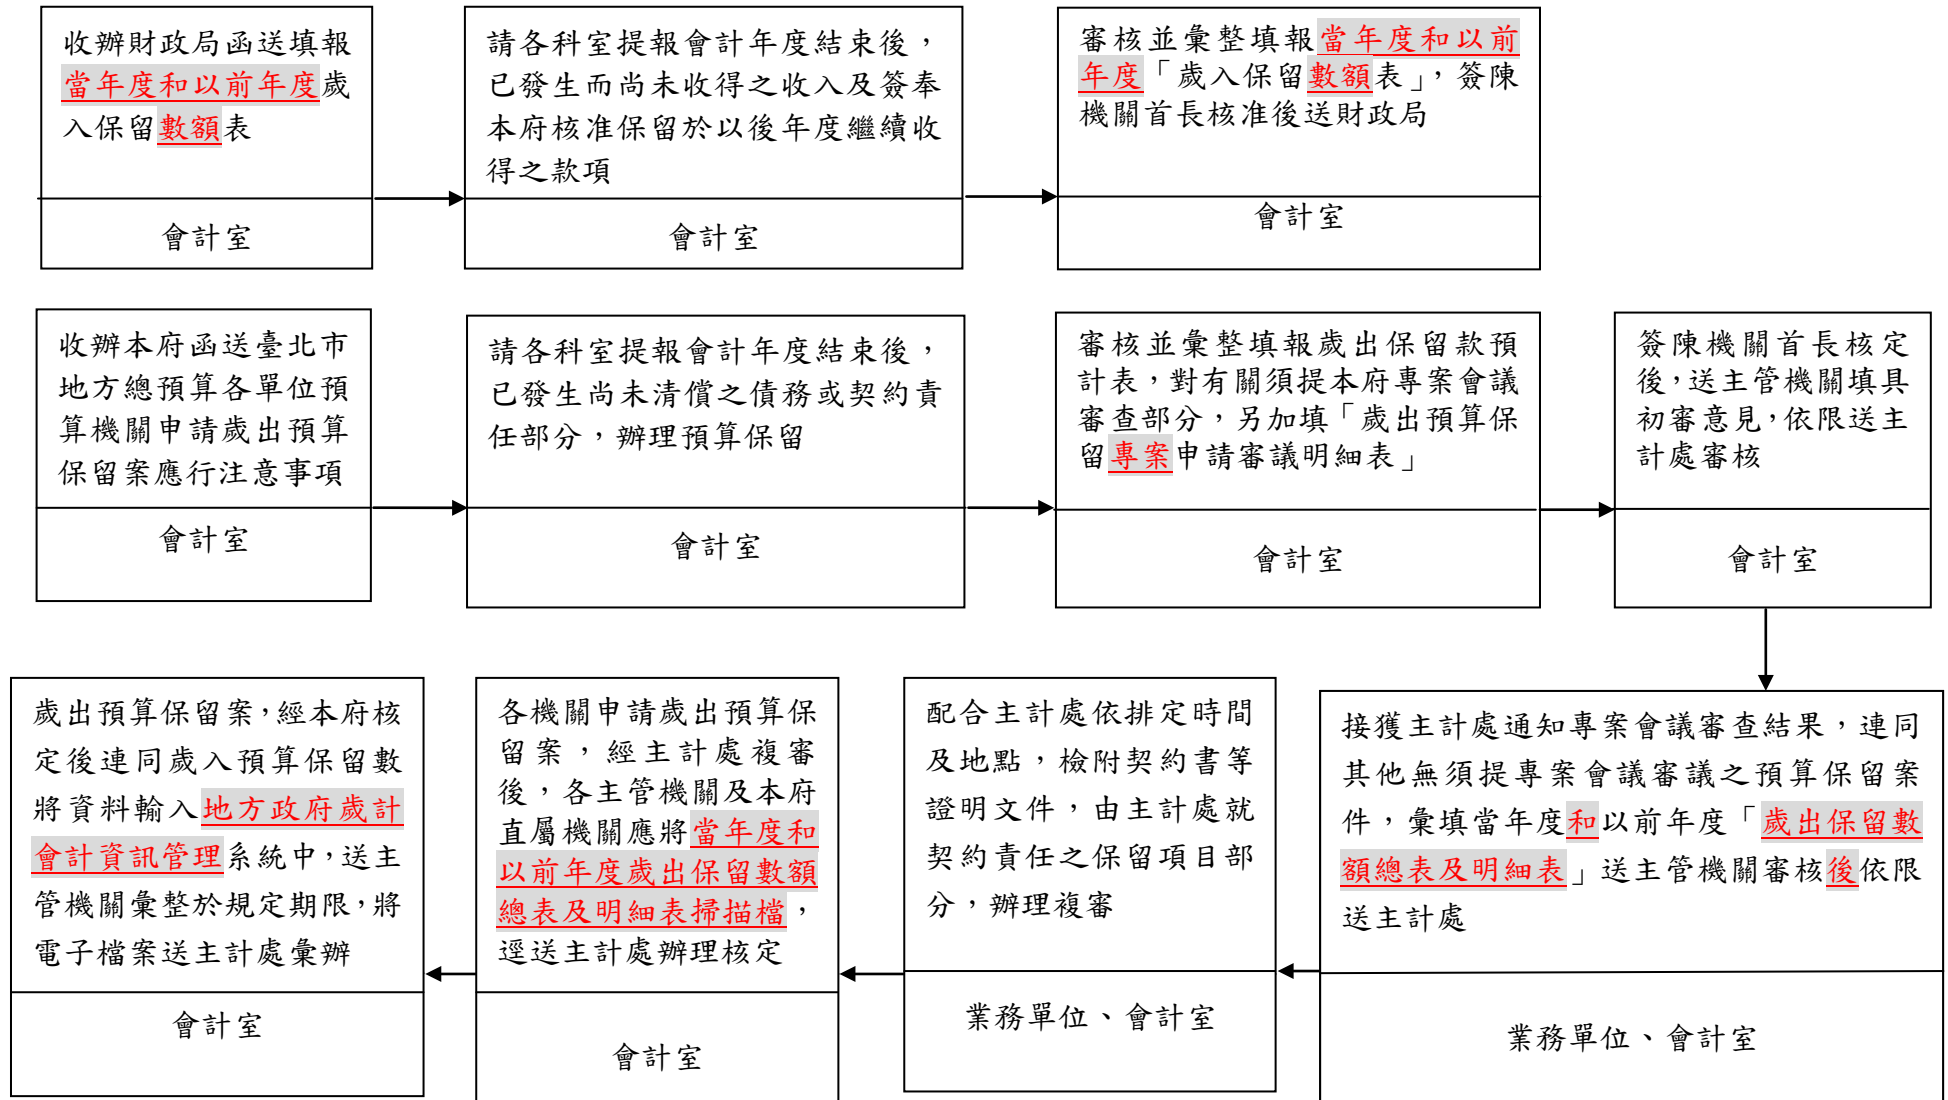 收辦財政局函送填報
當年度和以前年度歲
入保留數額表
會計室
請各科室提報會計年度結束後，
已發生而尚未收得之收入及簽奉
本府核准保留於以後年度繼續收
得之款項
會計室
審核並彙整填報當年度和以前
年度「歲入保留數額表」，簽陳
機關首長核准後送財政局
會計室
收辦本府函送臺北市
地方總預算各單位預
算機關申請歲出預算
保留案應行注意事項
會計室
請各科室提報會計年度結束後，
已發生尚未清償之債務或契約責
任部分，辦理預算保留
會計室
審核並彙整填報歲出保留款預
計表，對有關須提本府專案會議
審查部分，另加填「歲出預算保
留專案申請審議明細表」
會計室
簽陳機關首長核定
後，送主管機關填具
初審意見，依限送主
計處審核
會計室
接獲主計處通知專案會議審查結果，連同
其他無須提專案會議審議之預算保留案
件，彙填當年度和以前年度「歲出保留數
額總表及明細表」送主管機關審核後依限
送主計處
業務單位、會計室
配合主計處依排定時間
及地點，檢附契約書等
證明文件，由主計處就
契約責任之保留項目部
分，辦理複審
業務單位、會計室
各機關申請歲出預算保
留案，經主計處複審
後，各主管機關及本府
直屬機關應將當年度和
以前年度歲出保留數額
總表及明細表掃描檔，
逕送主計處辦理核定
會計室
歲出預算保留案，經本府核
定後連同歲入預算保留數
將資料輸入地方政府歲計
會計資訊管理系統中，送主
管機關彙整於規定期限，將
電子檔案送主計處彙辦
會計室